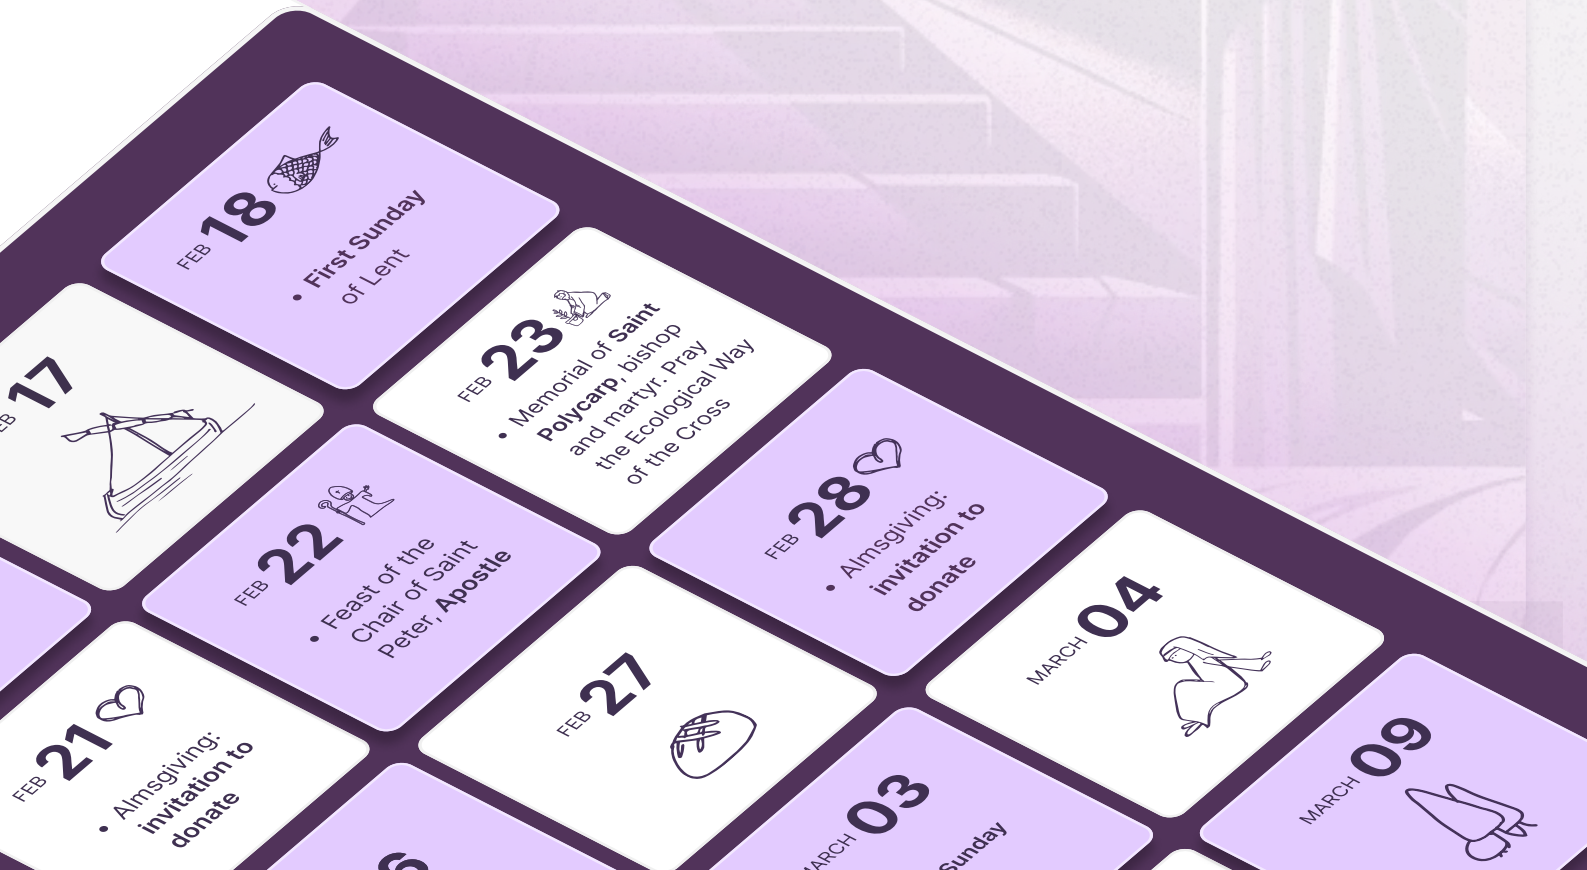 FEB 18
• First Sunday
of Lent
17
FEB 23
• Memorial of Saint
Polycarp, bishop
and martyr. Pray
the Ecological Way
of the Cross
FEB 22
• Feast of the
Chair of Saint
Peter, Apostle
FEB 28
• Almsgiving:
invitation to
donate
FEB 21
• Almsgiving:
invitation to
donate
FEB 27
MARCH 04
03
Sunday
MARCH 09